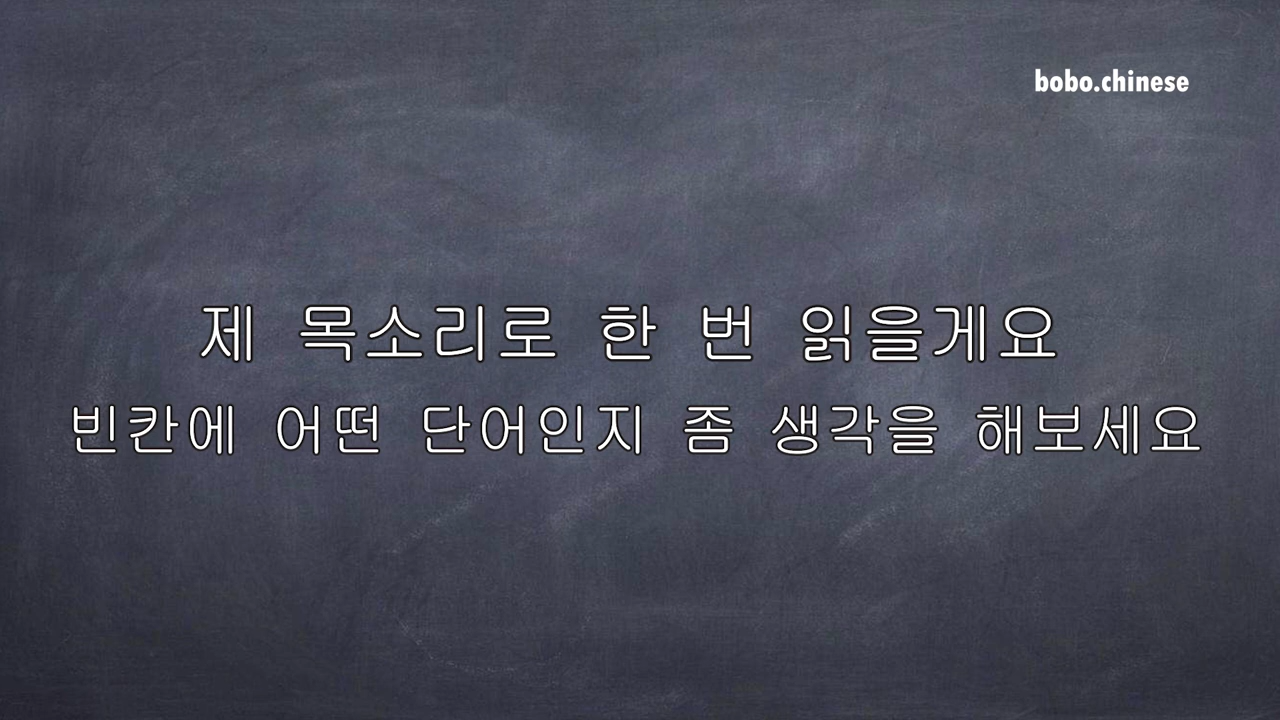 bobo.chinese
제 목소리로 한 번 읽을게요
빈칸에 어떤 단어인지 좀 생각을 해보세요